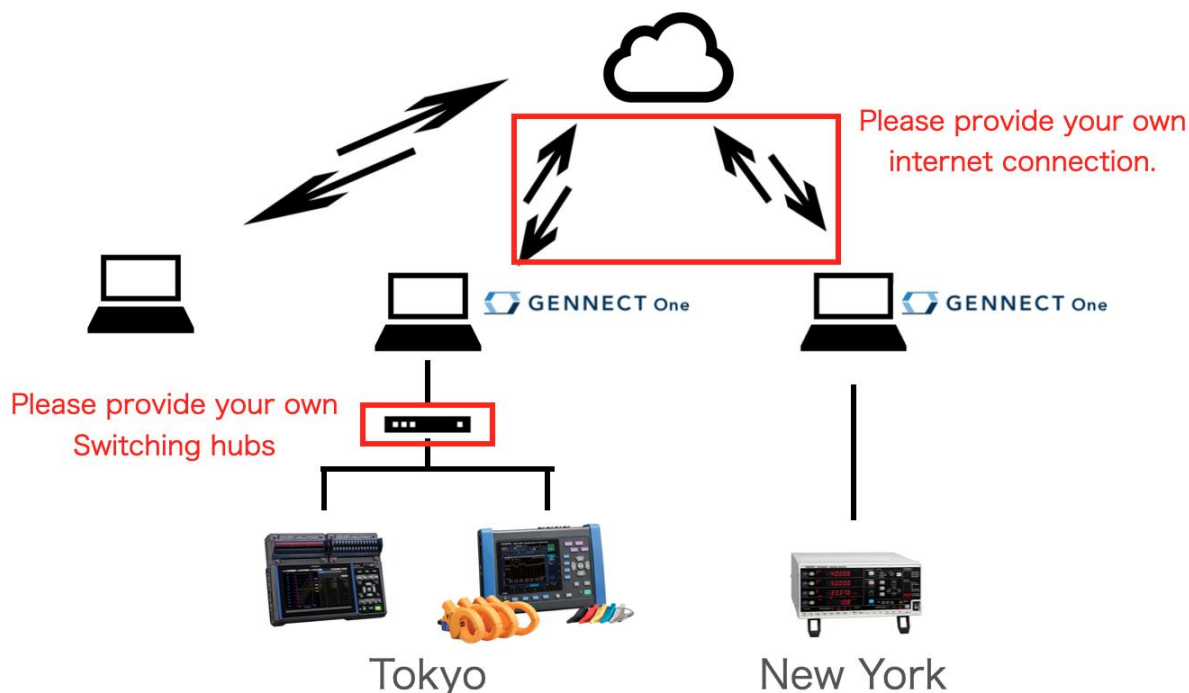 Please provide your own
internet connection.
GENNECT One
GENNECT One
Please provide your own
Switching hubs
Tokyo
New York